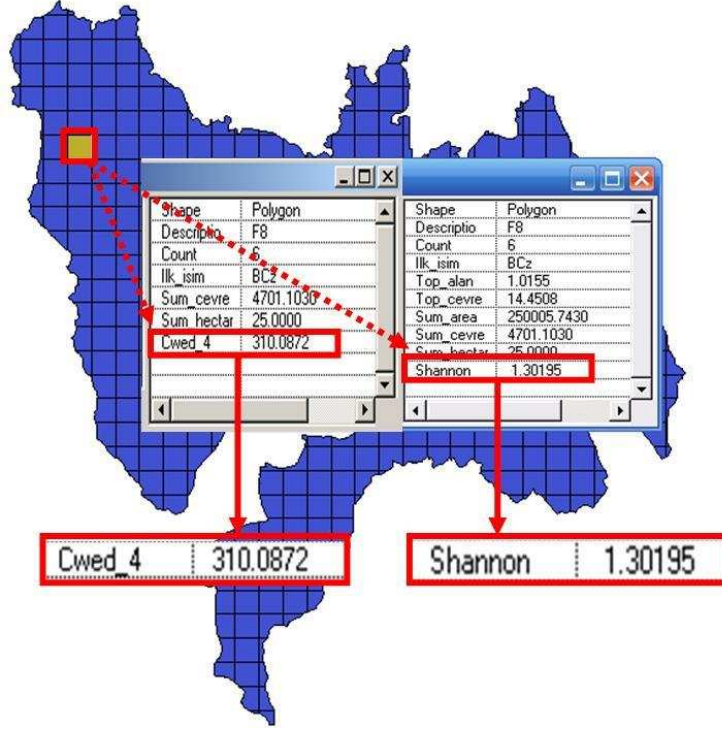 Shape Polygon
Descriptio F8
Count 6
Ilk_isim BCz
Sum_cevre 4701.1030
Sum_hectar 25.0000
Cwed_4 310.0872
Shape Polygon
Descriptio F8
Count 6
Ilk_isim BCz
Top_alan 1.0155
Top_cevre 14.4508
Sum_area 250005.7430
Sum_cevre 4701.1030
Sum_hectar 25.0000
Shannon 1.30195
Cwed_4 310.0872
Shannon 1.30195